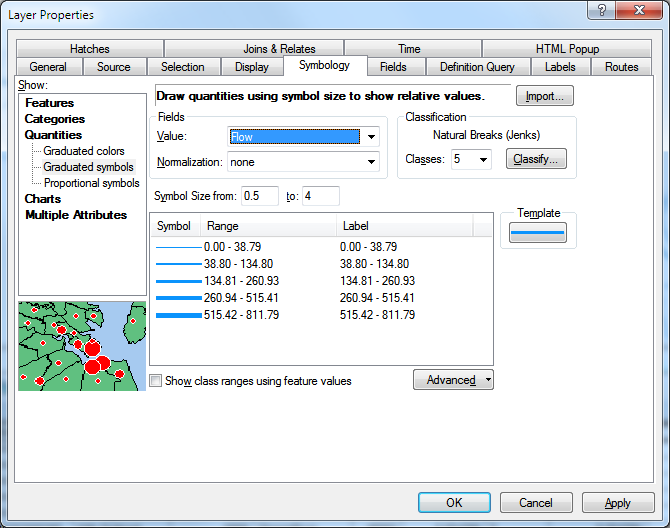 Layer Properties
Hatches Joins & Relates Time HTML Popup
General Source Selection Display Symbology Fields Definition Query Labels Routes
Show:
Features
Categories
Quantities
Graduated colors
Graduated symbols
Proportional symbols
Charts
Multiple Attributes
Draw quantities using symbol size to show relative values.
Import...
Fields
Value: Flow
Normalization: none
Classification
Natural Breaks (Jenks)
Classes: 5 Classify...
Symbol Size from: 0.5 to: 4
Symbol Range Label
0.00 - 38.79 0.00 - 38.79
38.80 - 134.80 38.80 - 134.80
134.81 - 260.93 134.81 - 260.93
260.94 - 515.41 260.94 - 515.41
515.42 - 811.79 515.42 - 811.79
Template
Show class ranges using feature values
Advanced
OK Cancel Apply